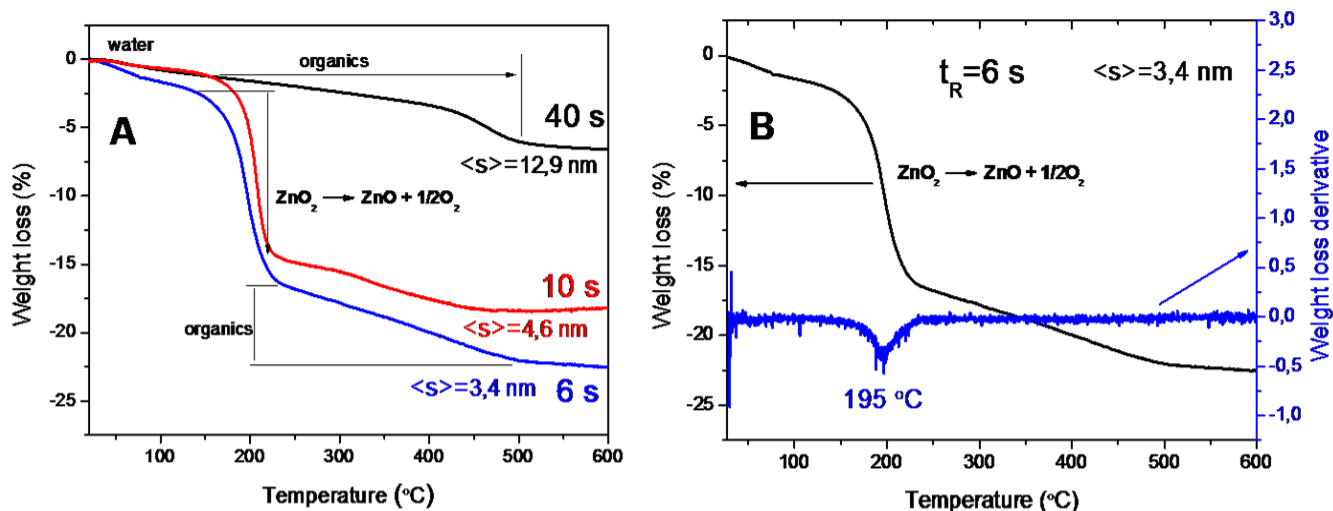 water
organics
A
40 s
<s>=12,9 nm
ZnO2 → ZnO + 1/2O2
10 s
<s>=4,6 nm
organics
<s>=3,4 nm
6 s
0
-5
-10
-15
-20
-25
Weight loss (%)
100 200 300 400 500 600
Temperature (°C)
tR=6 s
<s>=3,4 nm
B
ZnO2 → ZnO + 1/2O2
195 °C
0
-5
-10
-15
-20
-25
Weight loss (%)
3,0
2,5
2,0
1,5
1,0
0,5
0,0
-0,5
-1,0
Weight loss derivative
100 200 300 400 500 600
Temperature (°C)